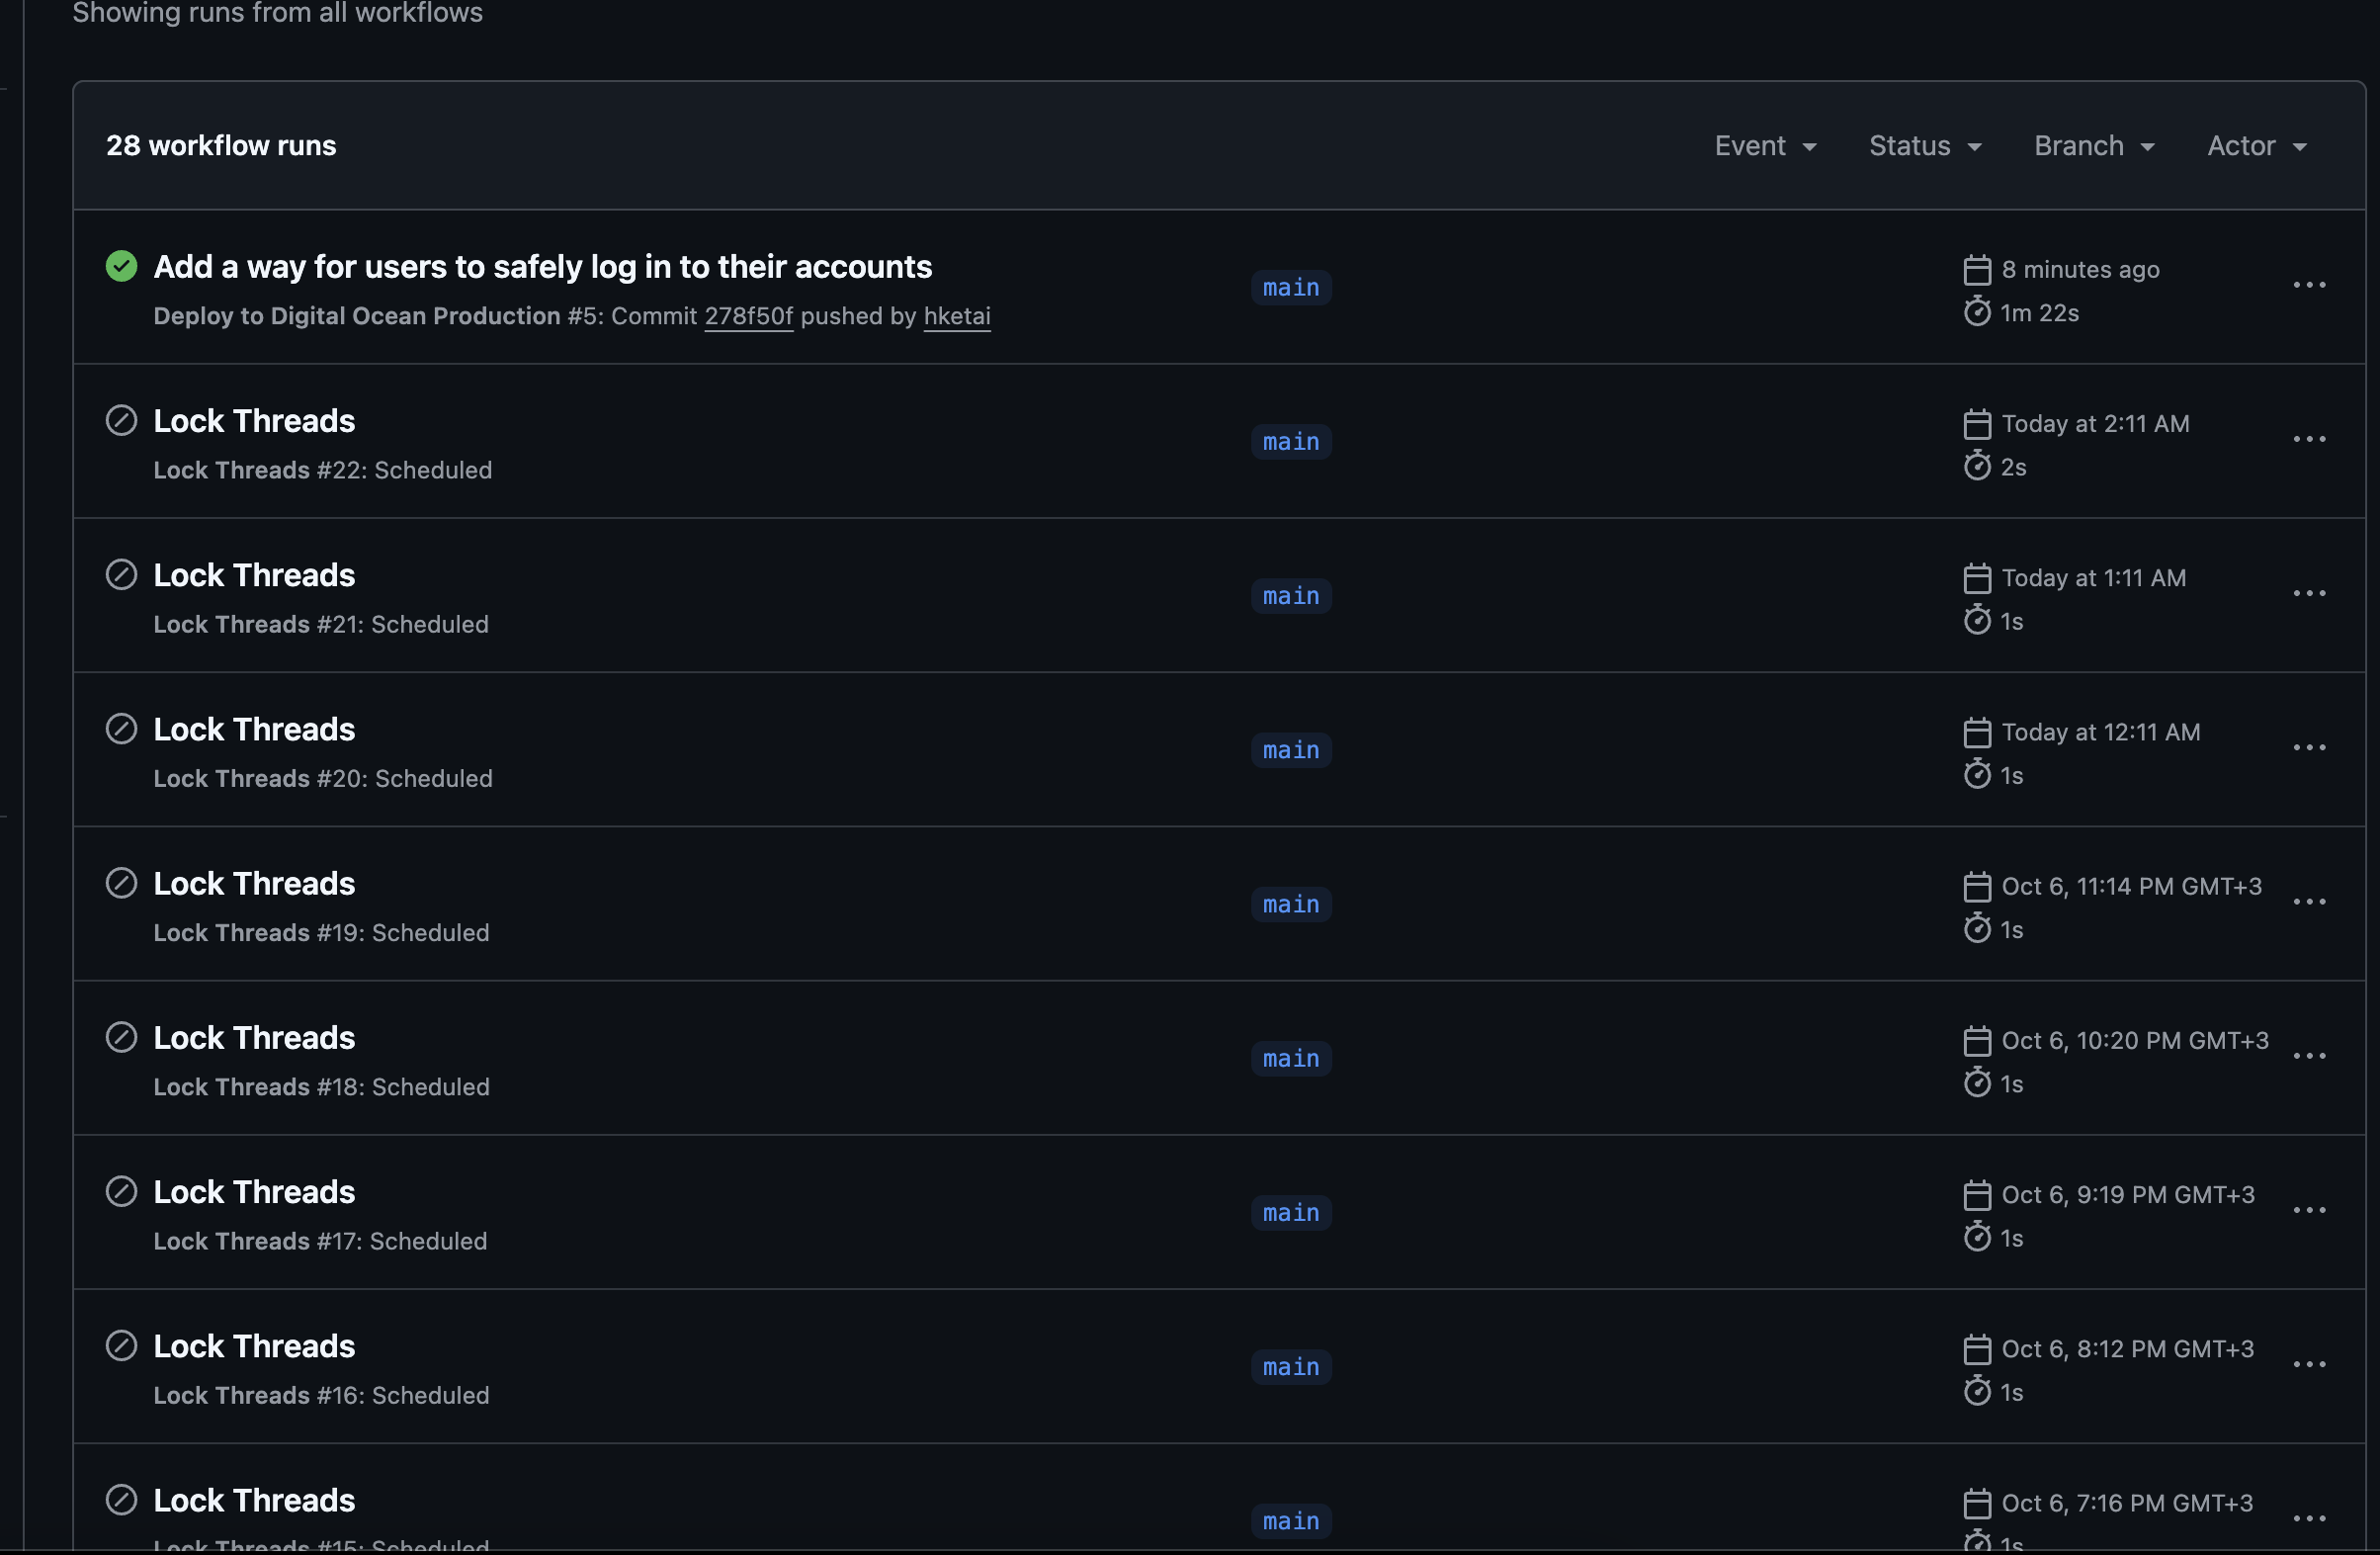 Showing runs from all workflows
28 workflow runs
Event
Status
Branch
Actor
Add a way for users to safely log in to their accounts
Deploy to Digital Ocean Production #5: Commit 278f50f pushed by hketai
main
8 minutes ago
1m 22s
Lock Threads
Lock Threads #22: Scheduled
main
Today at 2:11 AM
2s
Lock Threads
Lock Threads #21: Scheduled
main
Today at 1:11 AM
1s
Lock Threads
Lock Threads #20: Scheduled
main
Today at 12:11 AM
1s
Lock Threads
Lock Threads #19: Scheduled
main
Oct 6, 11:14 PM GMT+3
1s
Lock Threads
Lock Threads #18: Scheduled
main
Oct 6, 10:20 PM GMT+3
1s
Lock Threads
Lock Threads #17: Scheduled
main
Oct 6, 9:19 PM GMT+3
1s
Lock Threads
Lock Threads #16: Scheduled
main
Oct 6, 8:12 PM GMT+3
1s
Lock Threads
Lock Threads #15: Scheduled
main
Oct 6, 7:16 PM GMT+3
1s